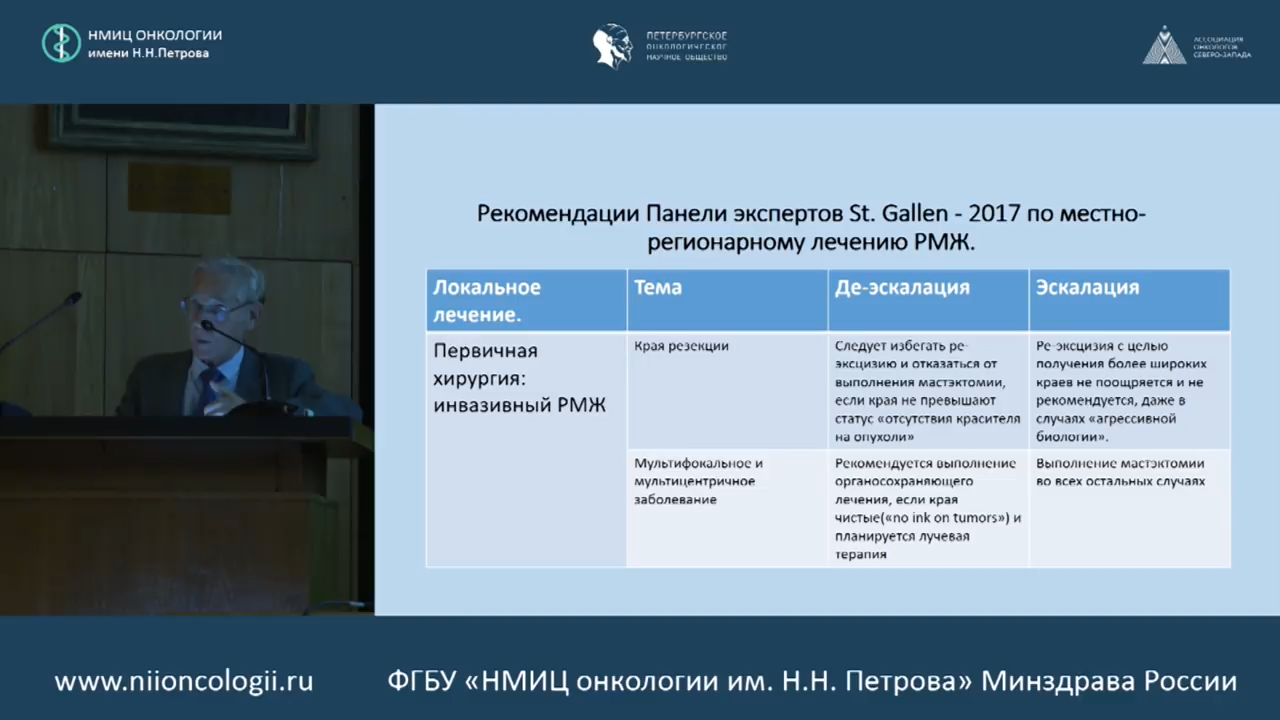 НМИЦ ОНКОЛОГИИ
имени Н.Н.Петрова
ПЕТЕРБУРГСКОЕ
ОНКОЛОГИЧЕСКОЕ
НАУЧНОЕ ОБЩЕСТВО
АССОЦИАЦИЯ
ОНКОЛОГОВ
СЕВЕРО-ЗАПАДА
Рекомендации Панели экспертов St. Gallen - 2017 по местно-
регионарному лечению РМЖ.
Локальное
лечение.
Тема
Де-эскалация
Эскалация
Первичная
хирургия:
инвазивный РМЖ
Края резекции
Следует избегать ре-
эксцизию и отказаться от
выполнения мастэктомии,
если края не превышают
статус «отсутствия красителя
на опухоли»
Ре-эксцизия с целью
получения более широких
краев не поощряется и не
рекомендуется, даже в
случаях «агрессивной
биологии».
Мультифокальное и
мультицентричное
заболевание
Рекомендуется выполнение
органосохраняющего
лечения, если края
чистые(«no ink on tumors») и
планируется лучевая
терапия
Выполнение мастэктомии
во всех остальных случаях
www.niioncologii.ru
ФГБУ «НМИЦ онкологии им. Н.Н. Петрова» Минздрава России